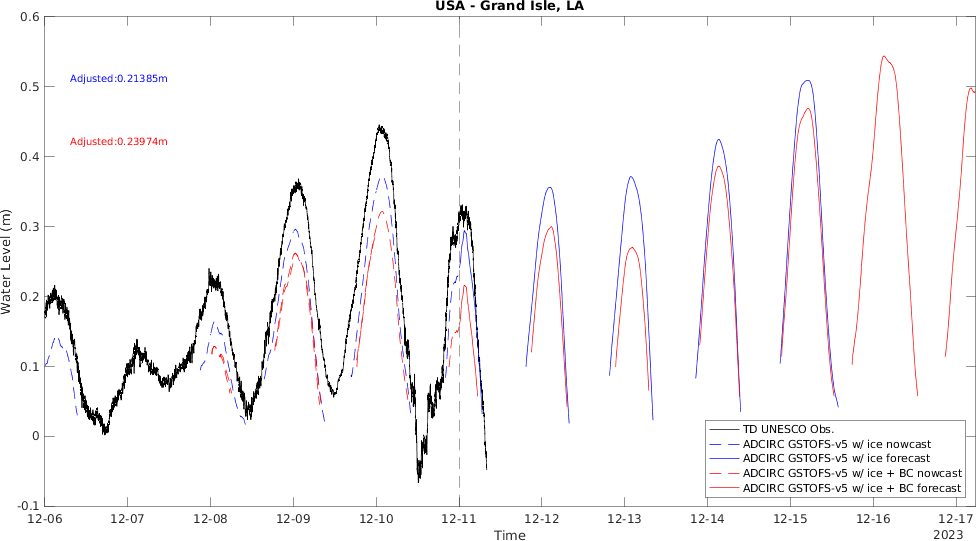 USA - Grand Isle, LA
0.6
Adjusted:0.21385m
0.5
Adjusted:0.23974m
0.4
0.3
Water Level (m)
0.2
0.1
TD UNESCO Obs.
0
ADCIRC GSTOFS-v5 w/ ice nowcast
ADCIRC GSTOFS-v5 w/ ice forecast
ADCIRC GSTOFS-v5 w/ ice + BC nowcast
ADCIRC GSTOFS-v5 w/ ice + BC forecast
-0.1
12-06 12-07 12-08 12-09 12-10 12-11 12-12 12-13 12-14 12-15 12-16 12-17
Time 2023